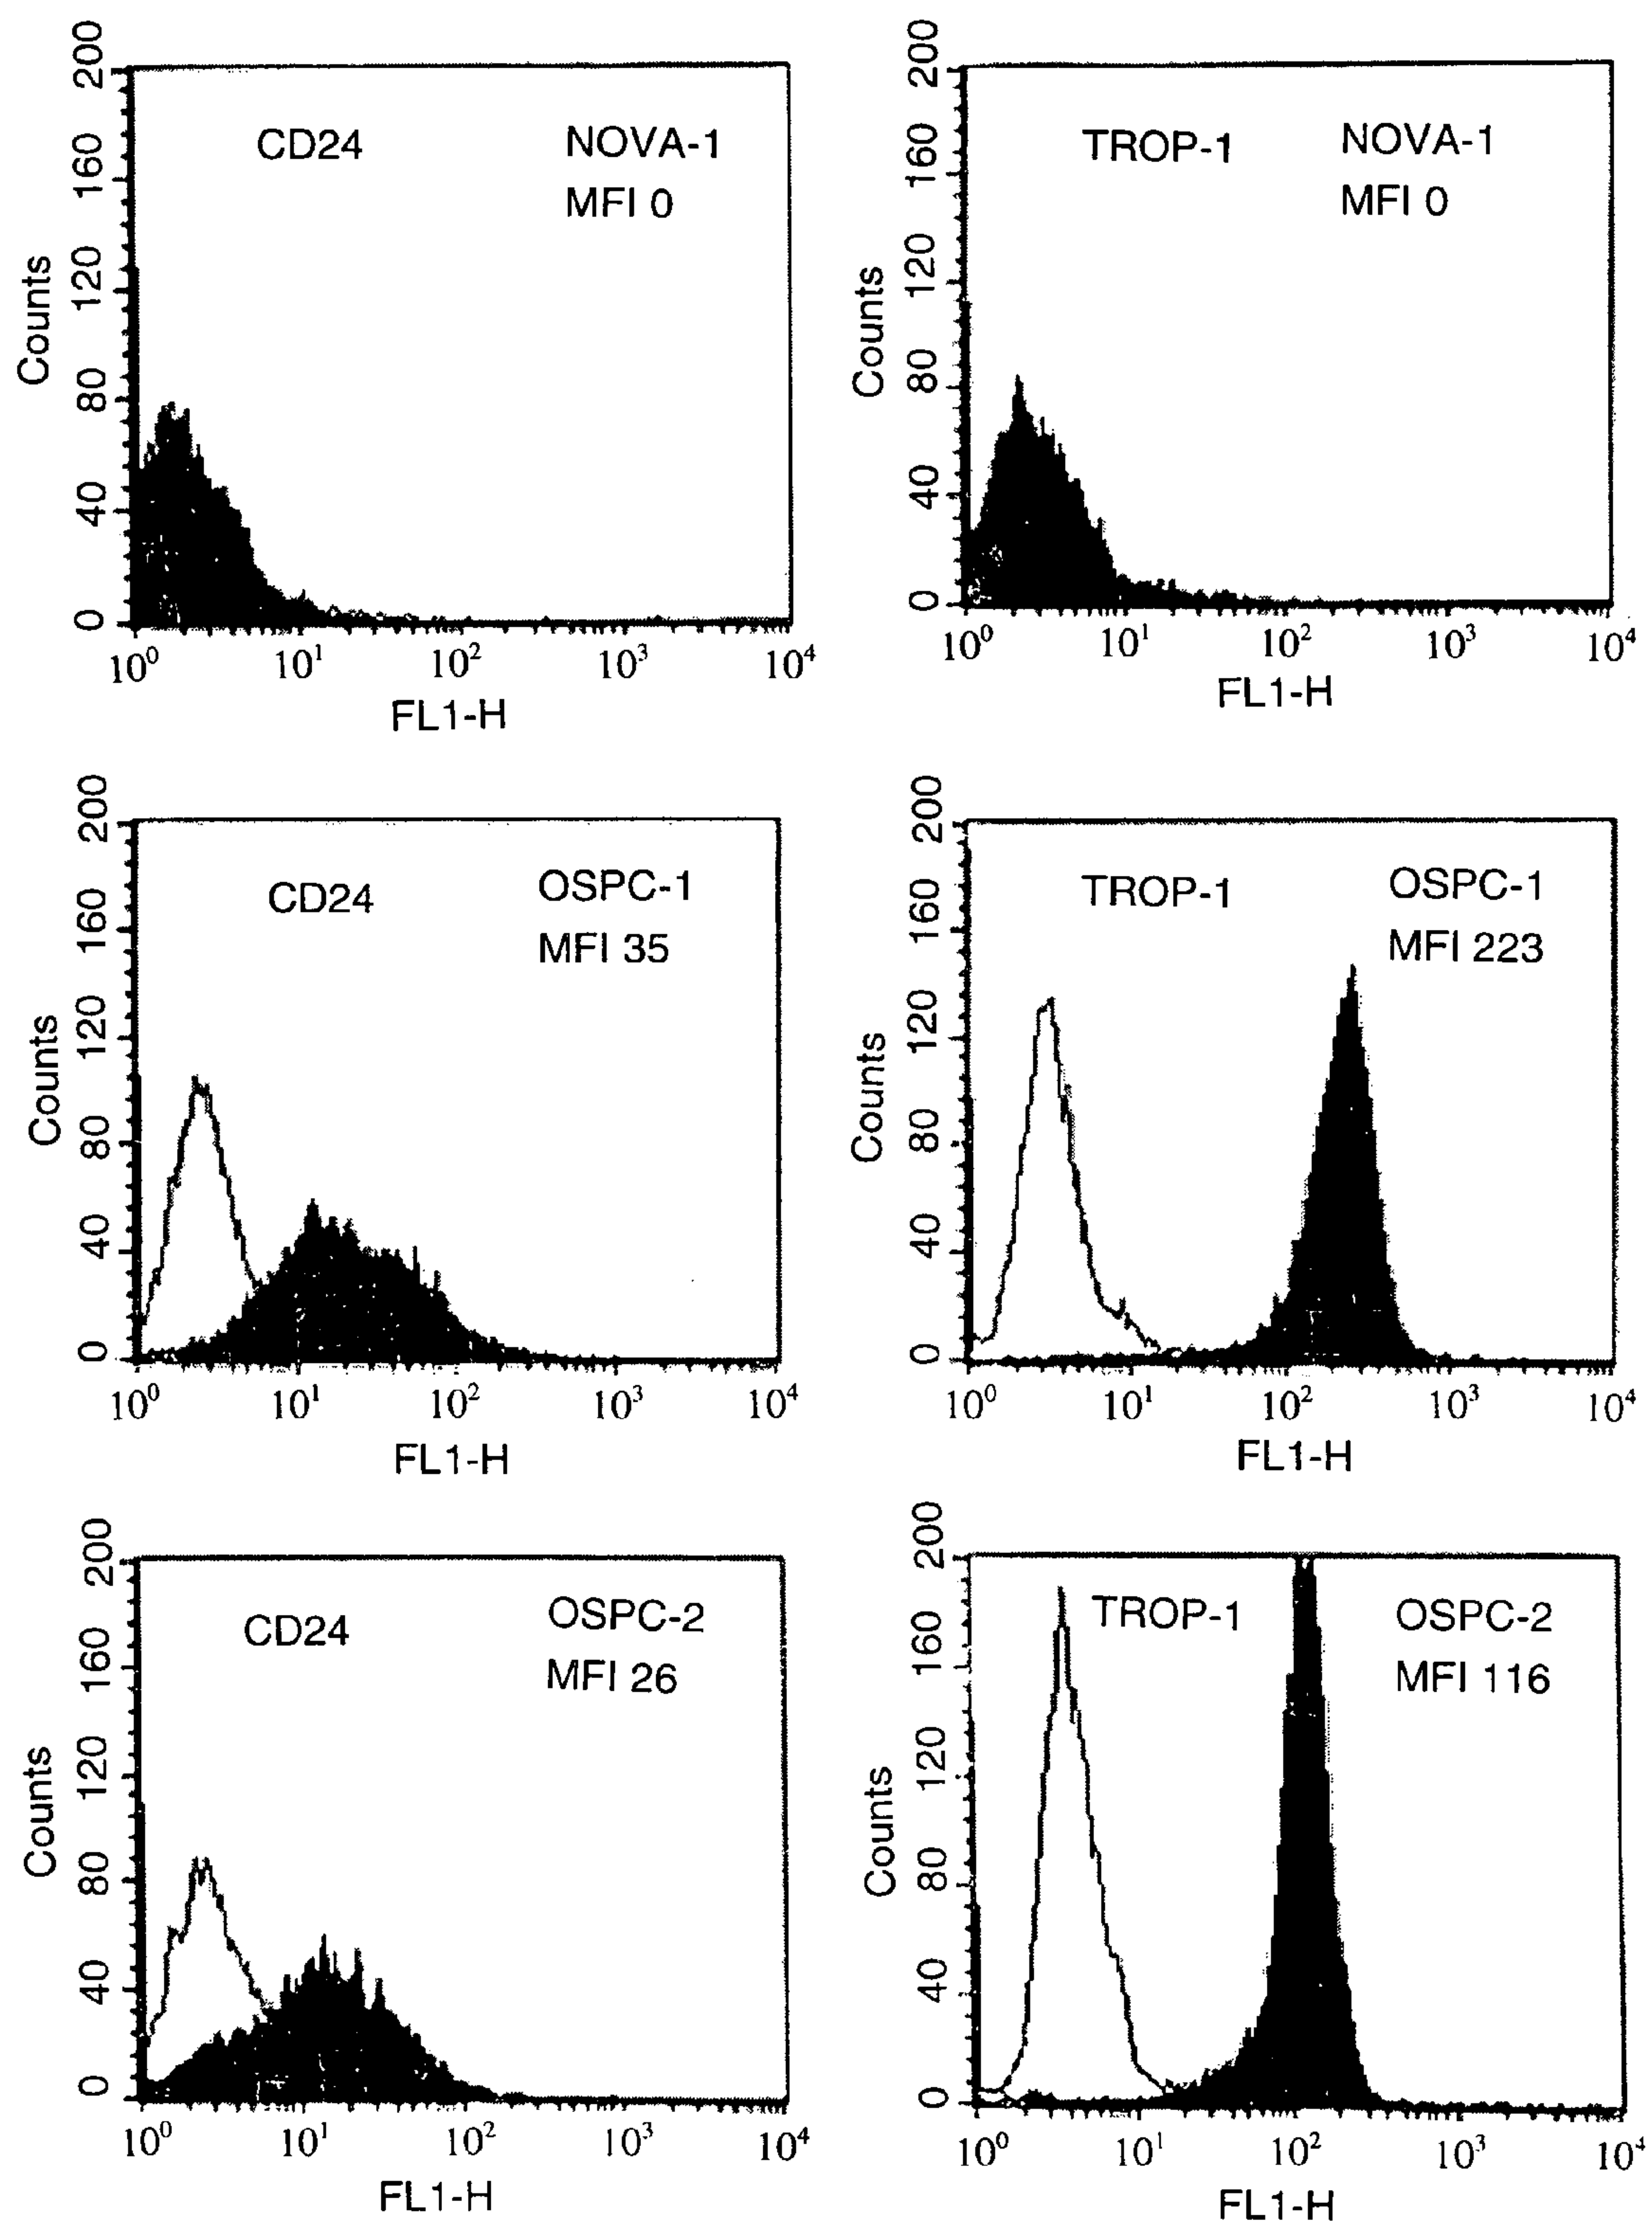 200
160
120
80
40
0
Counts
CD24
NOVA-1
MFI 0
10⁰ 10¹ 10² 10³ 10⁴
FL1-H
200
160
120
80
40
0
Counts
TROP-1
NOVA-1
MFI 0
10⁰ 10¹ 10² 10³ 10⁴
FL1-H
200
160
120
80
40
0
Counts
CD24
OSPC-1
MFI 35
10⁰ 10¹ 10² 10³ 10⁴
FL1-H
200
160
120
80
40
0
Counts
TROP-1
OSPC-1
MFI 223
10⁰ 10¹ 10² 10³ 10⁴
FL1-H
200
160
120
80
40
0
Counts
CD24
OSPC-2
MFI 26
10⁰ 10¹ 10² 10³ 10⁴
FL1-H
200
160
120
80
40
0
Counts
TROP-1
OSPC-2
MFI 116
10⁰ 10¹ 10² 10³ 10⁴
FL1-H